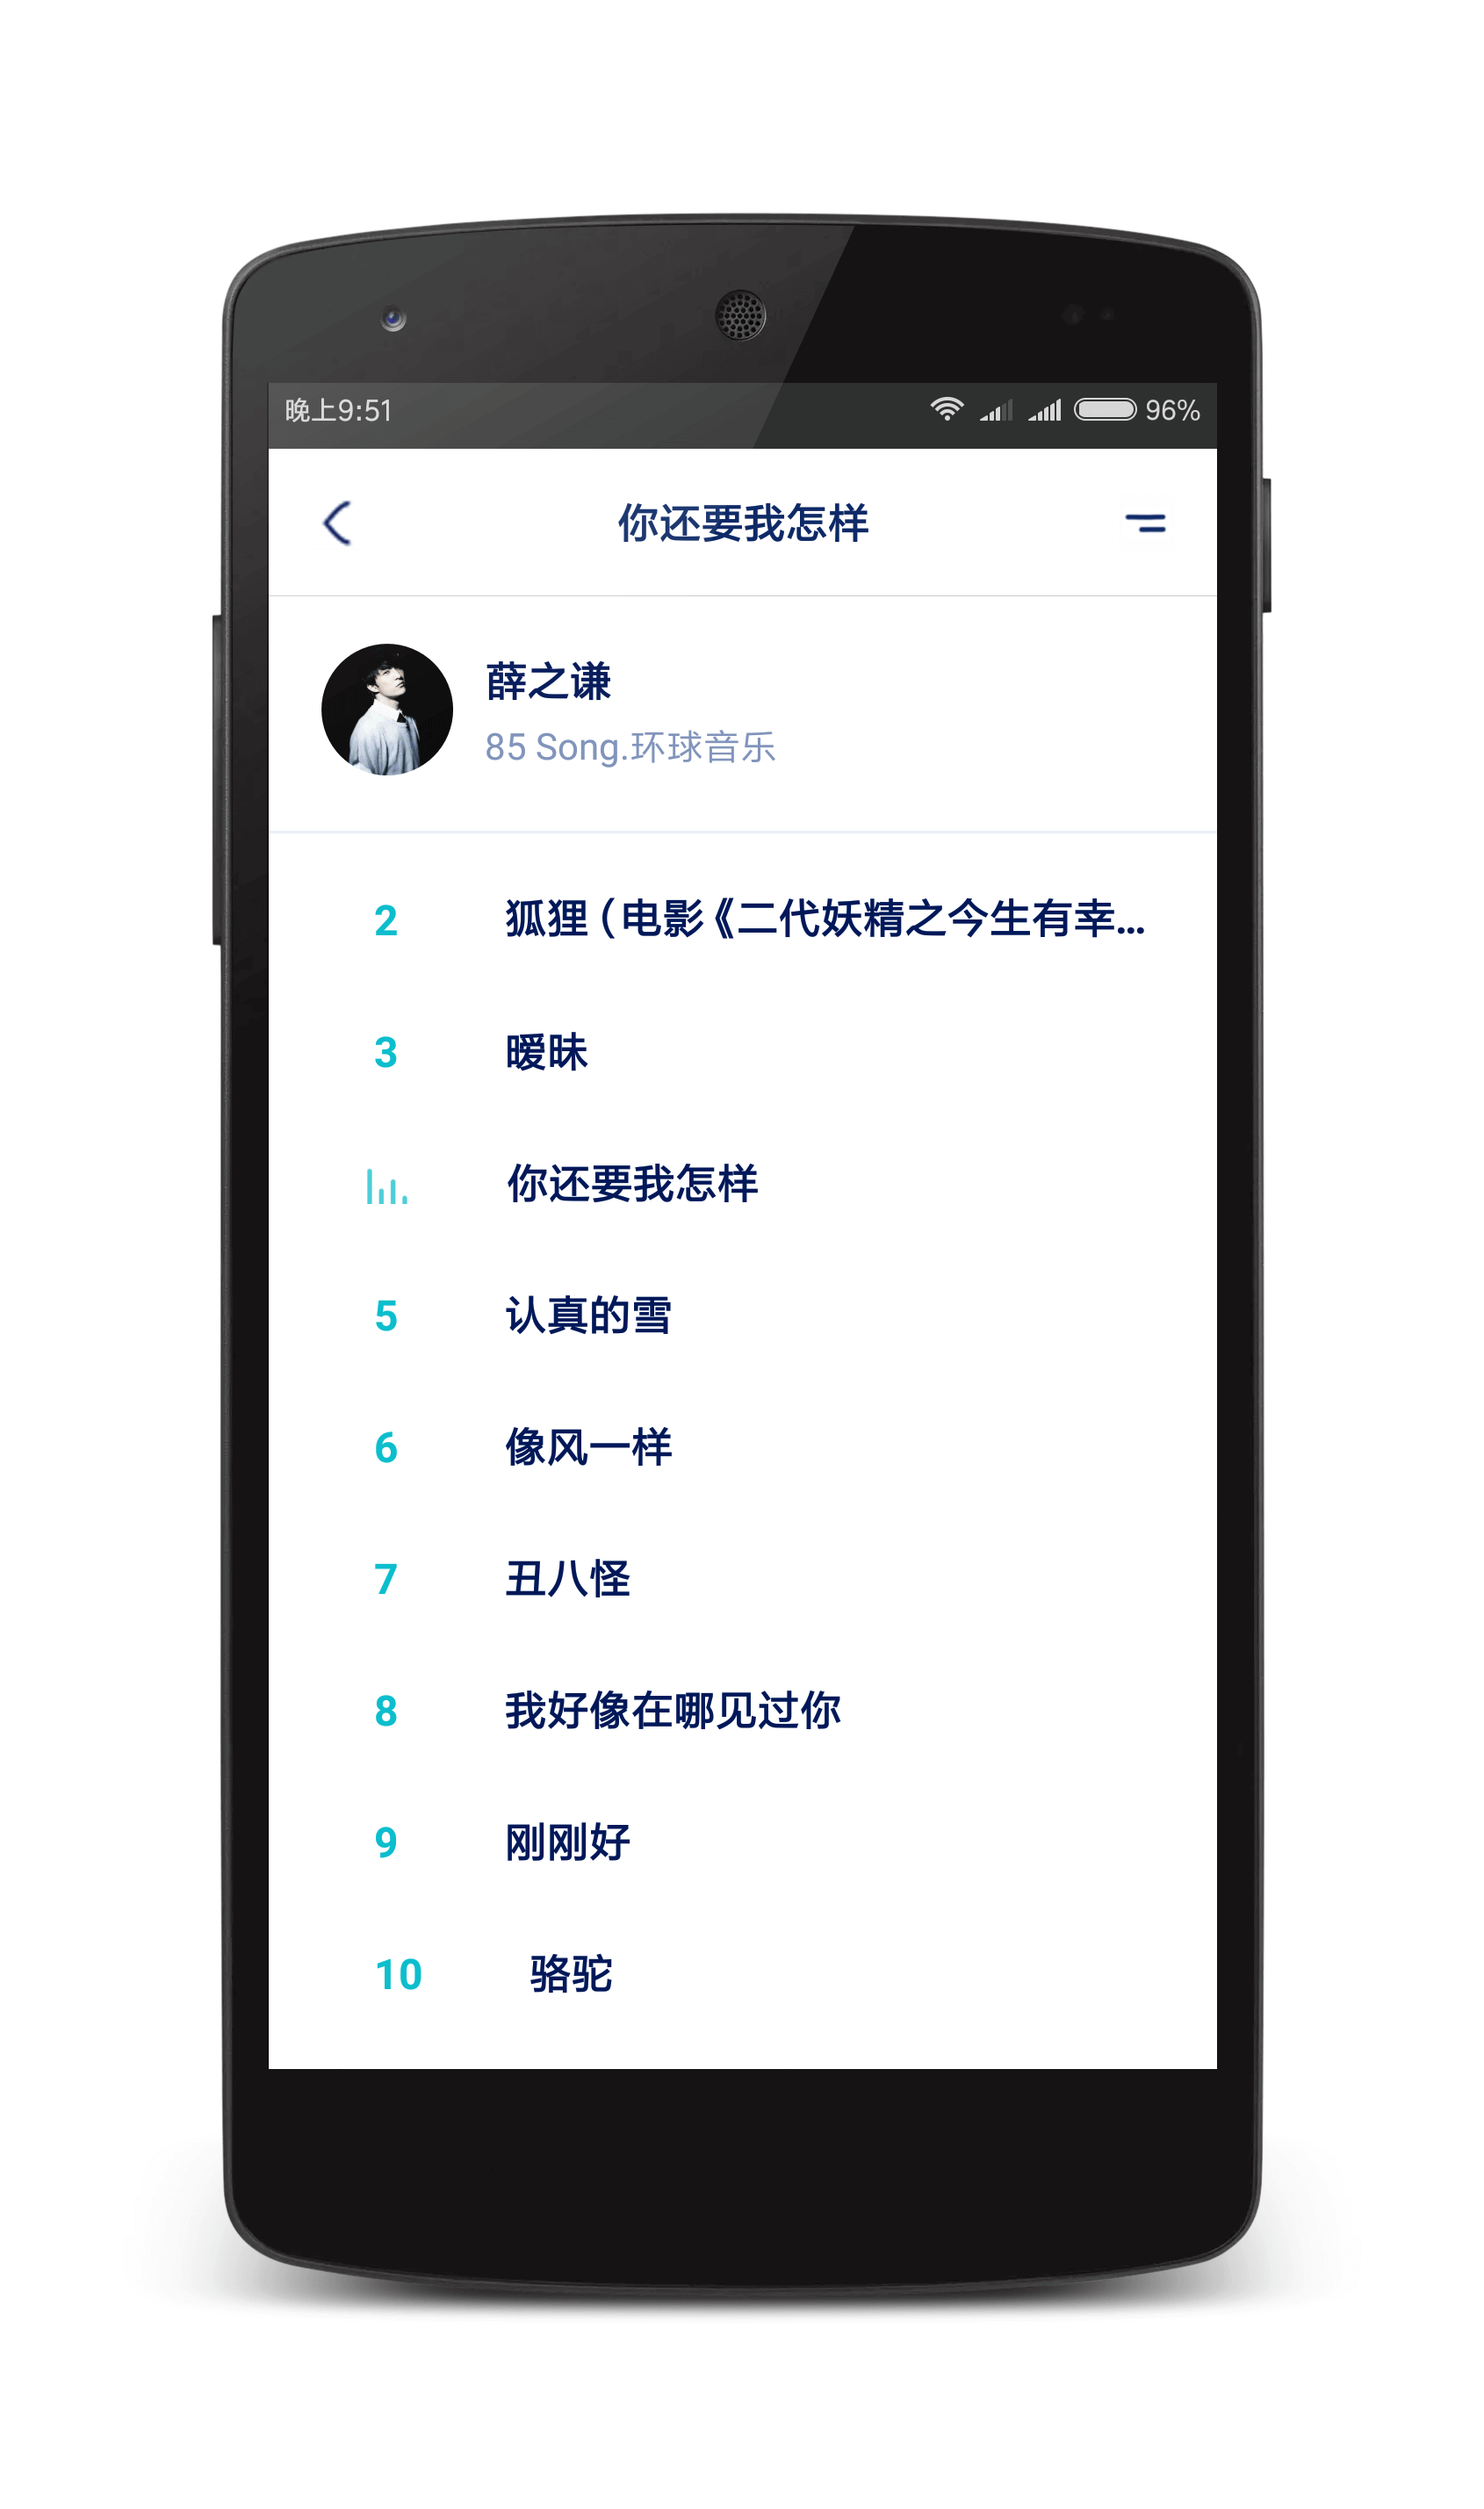 晚上9:51
96%
你还要我怎样
薛之谦
85 Song.环球音乐
2 狐狸（电影《二代妖精之今生有幸...
3 暧昧
你还要我怎样
5 认真的雪
6 像风一样
7 丑八怪
8 我好像在哪见过你
9 刚刚好
10 骆驼